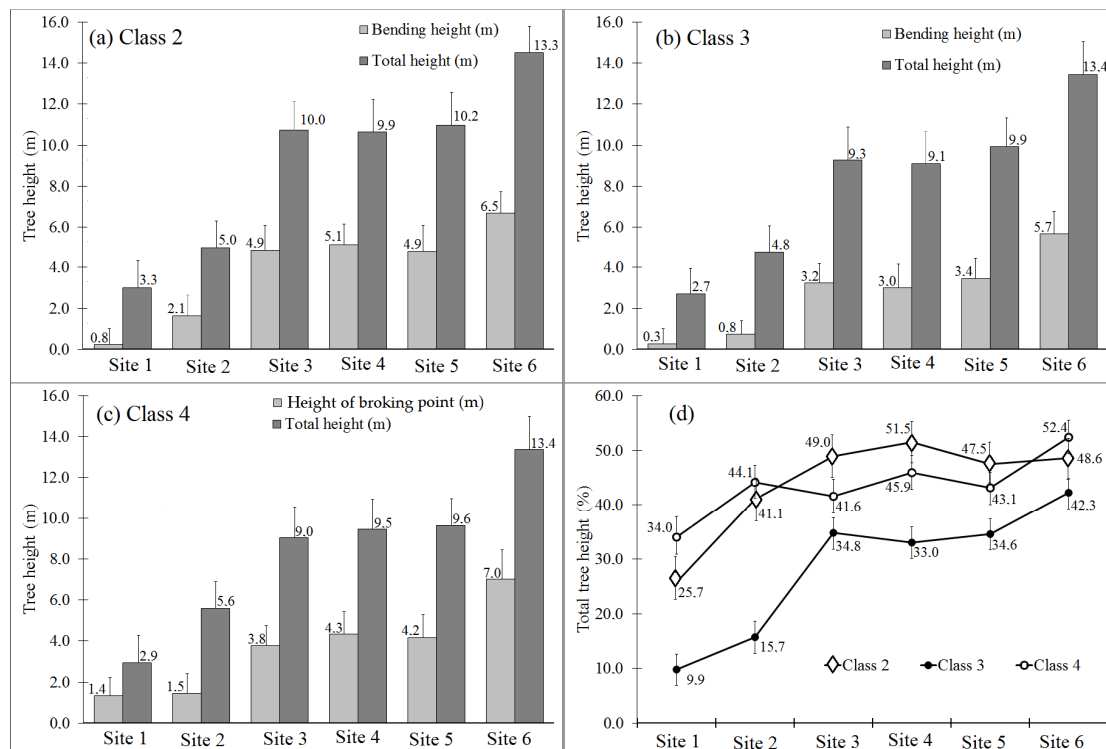 (a) Class 2
Bending height (m)
Total height (m)
Tree height (m)
16.0
14.0
12.0
10.0
8.0
6.0
4.0
2.0
0.0
0.8 3.3 2.1 5.0 4.9 10.0 5.1 9.9 4.9 10.2 6.5 13.3
Site 1 Site 2 Site 3 Site 4 Site 5 Site 6
(b) Class 3
Bending height (m)
Total height (m)
Tree height (m)
16.0
14.0
12.0
10.0
8.0
6.0
4.0
2.0
0.0
0.3 2.7 0.8 4.8 3.2 9.3 3.0 9.1 3.4 9.9 5.7 13.4
Site 1 Site 2 Site 3 Site 4 Site 5 Site 6
(c) Class 4
Height of broking point (m)
Total height (m)
Tree height (m)
16.0
14.0
12.0
10.0
8.0
6.0
4.0
2.0
0.0
1.4 2.9 1.5 5.6 3.8 9.0 4.3 9.5 4.2 9.6 7.0 13.4
Site 1 Site 2 Site 3 Site 4 Site 5 Site 6
(d)
Total tree height (%)
60.0
50.0
40.0
30.0
20.0
10.0
0.0
34.0 44.1 41.6 45.9 43.1 52.4
25.7 41.1 49.0 51.5 47.5 48.6
9.9 15.7 34.8 33.0 34.6 42.3
Class 2 Class 3 Class 4
Site 1 Site 2 Site 3 Site 4 Site 5 Site 6